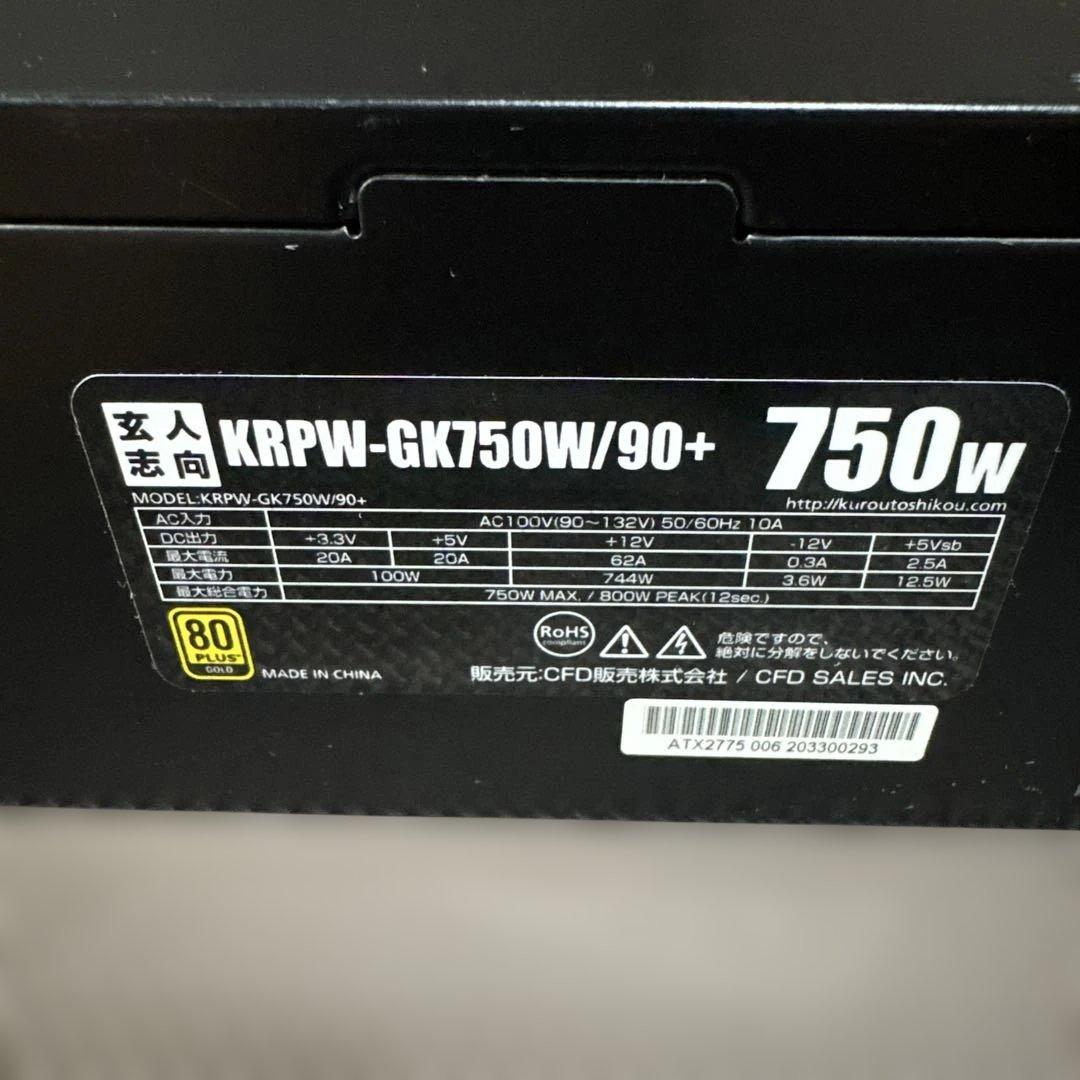 玄人
志向
KRPW-GK750W/90+
750W
MODEL:KRPW-GK750W/90+
http://kuroutoshikou.com
AC入力 AC100V(90~132V) 50/60Hz 10A
DC出力 +3.3V +5V +12V -12V +5Vsb
最大電流 20A 20A 62A 0.3A 2.5A
最大電力 100W 744W 3.6W 12.5W
最大総合電力 750W MAX. / 800W PEAK(12sec.)
80
PLUS
GOLD
MADE IN CHINA
RoHS
compliant
危険ですので、
絶対に分解をしないでください。
販売元:CFD販売株式会社 / CFD SALES INC.
ATX2775 006 203300293